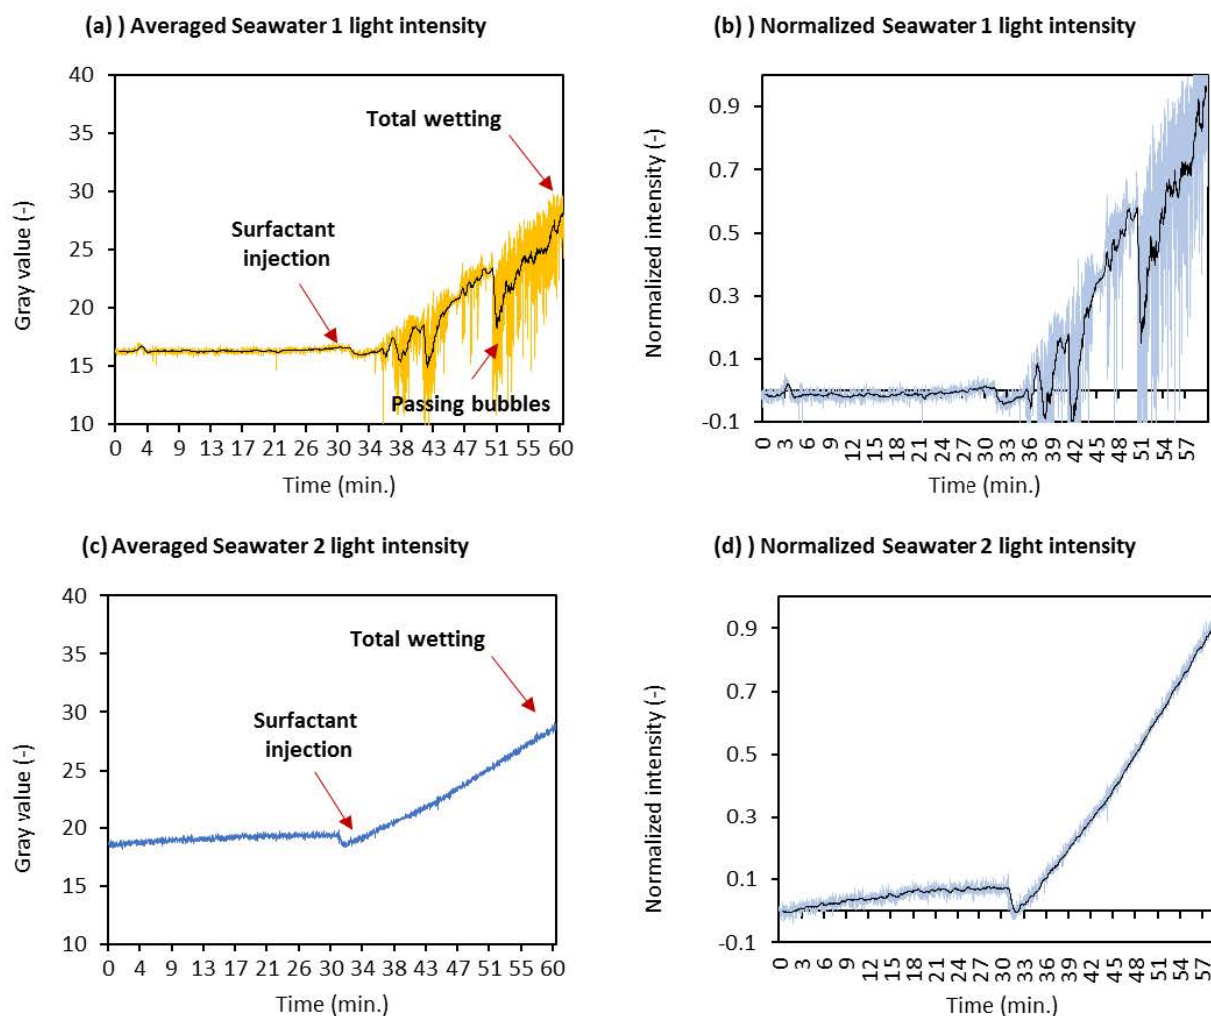 (a) ) Averaged Seawater 1 light intensity
40
35
30
25
20
15
10
Gray value (-)
Total wetting
Surfactant
injection
Passing bubbles
0 4 8 13 17 21 25 30 34 38 43 47 51 56 60
Time (min.)
(b) ) Normalized Seawater 1 light intensity
0.9
0.7
0.5
0.3
0.1
-0.1
Normalized intensity (-)
0 3 6 9 12 15 18 21 24 27 30 33 36 39 42 45 48 51 54 57
Time (min.)
(c) Averaged Seawater 2 light intensity
40
35
30
25
20
15
10
Gray value (-)
Total wetting
Surfactant
injection
0 4 9 13 17 21 26 30 34 38 43 47 51 55 60
Time (min.)
(d) ) Normalized Seawater 2 light intensity
0.9
0.7
0.5
0.3
0.1
-0.1
Normalized intensity (-)
0 3 6 9 12 15 18 21 24 27 30 33 36 39 42 45 48 51 54 57
Time (min.)